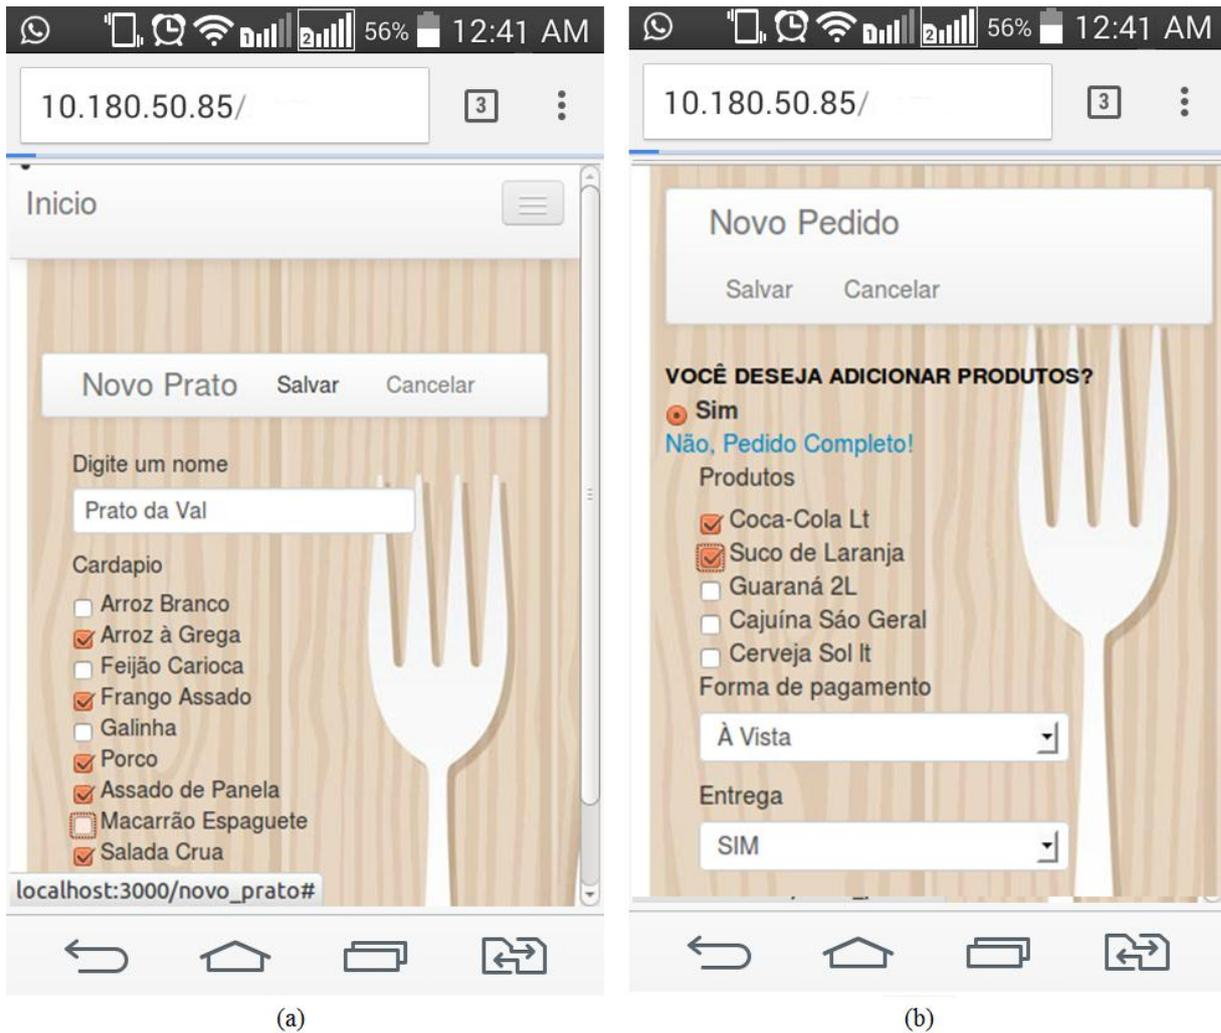 56% 12:41 AM
10.180.50.85/
3
Inicio
Novo Prato Salvar Cancelar
Digite um nome
Prato da Val
Cardapio
Arroz Branco
Arroz à Grega
Feijão Carioca
Frango Assado
Galinha
Porco
Assado de Panela
Macarrão Espaguete
Salada Crua
localhost:3000/novo_prato#
(a)
56% 12:41 AM
10.180.50.85/
3
Novo Pedido
Salvar Cancelar
VOCÊ DESEJA ADICIONAR PRODUTOS?
Sim
Não, Pedido Completo!
Produtos
Coca-Cola Lt
Suco de Laranja
Guaraná 2L
Cajuína Sáo Geral
Cerveja Sol lt
Forma de pagamento
À Vista
Entrega
SIM
(b)